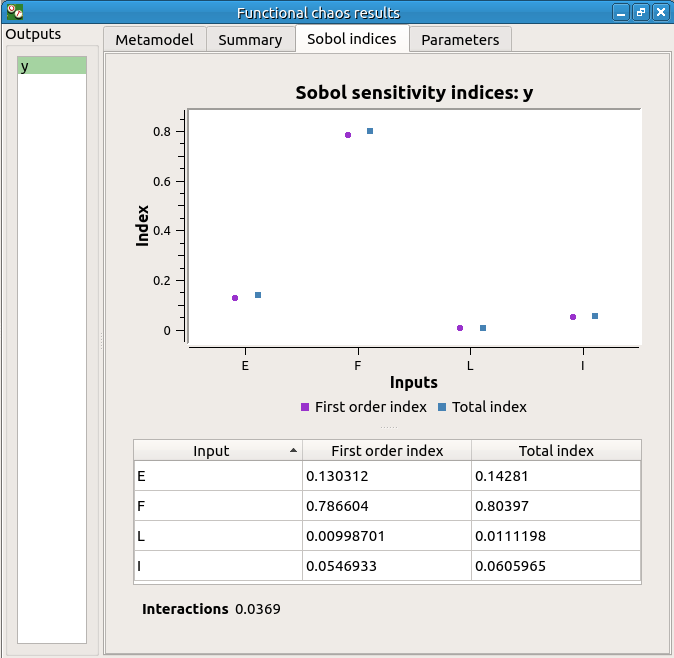 Functional chaos results
Outputs
y
Metamodel Summary Sobol indices Parameters
Sobol sensitivity indices: y
Index
0.8
0.6
0.4
0.2
0
E F L I
Inputs
First order index Total index
Input First order index Total index
E 0.130312 0.14281
F 0.786604 0.80397
L 0.00998701 0.0111198
I 0.0546933 0.0605965
Interactions 0.0369